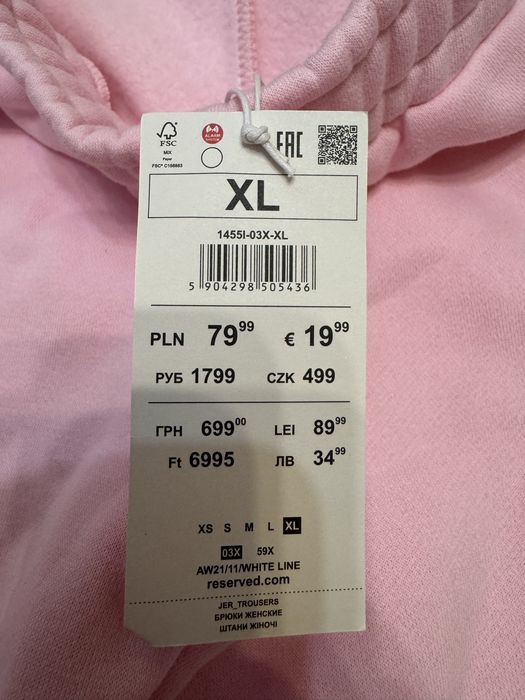 FSC
MIX
Paper
FSC® C156863
ALARM
EAC
XL
1455I-03X-XL
5 904298 505436
PLN 79⁹⁹ € 19⁹⁹
РУБ 1799 CZK 499
ГРН 699⁰⁰ LEI 89⁹⁹
Ft 6995 ЛВ 34⁹⁹
XS S M L XL
03X 59X
AW21/11/WHITE LINE
reserved.com
JER_TROUSERS
БРЮКИ ЖЕНСКИЕ
ШТАНИ ЖІНОЧІ